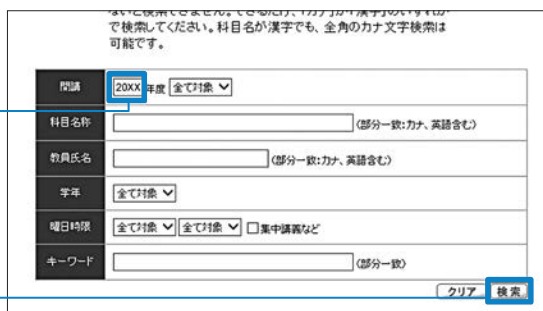 で検索してください。科目名が漢字でも、全角のカナ文字検索は
可能です。
開講 20XX 年度 全て対象
科目名称 (部分一致:カナ、英語含む)
教員氏名 (部分一致:カナ、英語含む)
学年 全て対象
曜日時限 全て対象 全て対象 集中講義など
キーワード (部分一致)
クリア 検索